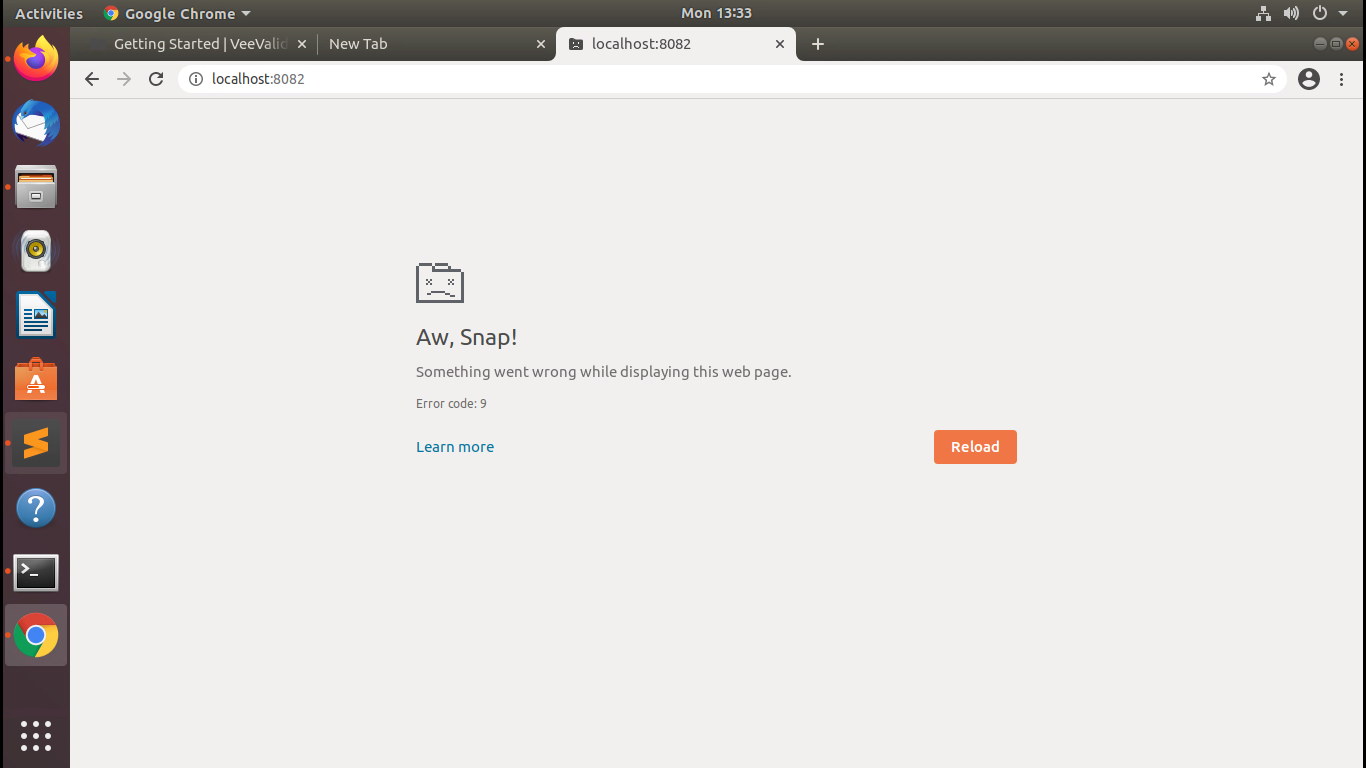 Activities Google Chrome Mon 13:33
Getting Started | VeeValid New Tab localhost:8082
localhost:8082
Aw, Snap!
Something went wrong while displaying this web page.
Error code: 9
Learn more Reload